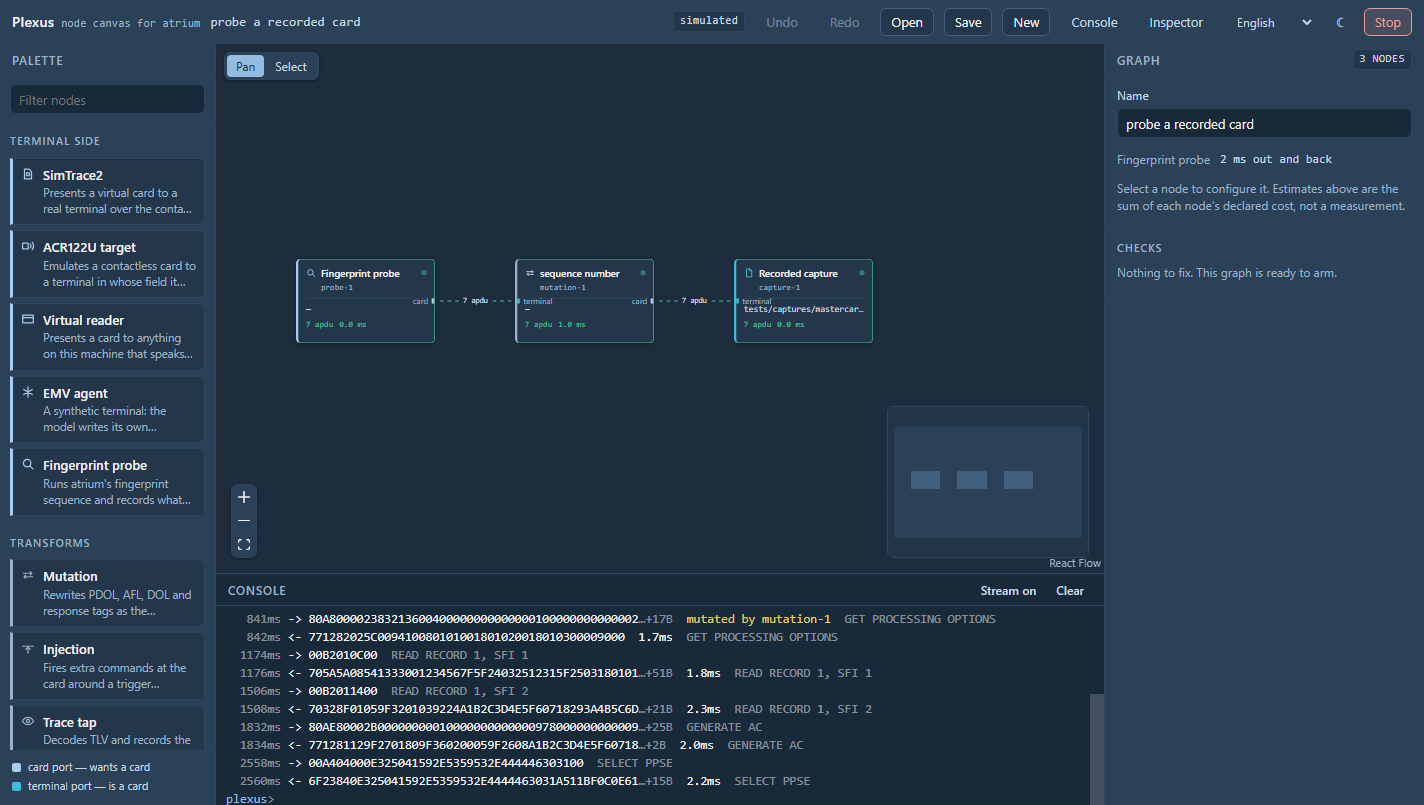 Plexus node canvas for atrium probe a recorded card simulated Undo Redo Open Save New Console Inspector English Stop
PALETTE
Filter nodes
TERMINAL SIDE
SimTrace2
Presents a virtual card to a
real terminal over the conta…
ACR122U target
Emulates a contactless card to
a terminal in whose field it…
Virtual reader
Presents a card to anything
on this machine that speaks…
EMV agent
A synthetic terminal: the
model writes its own…
Fingerprint probe
Runs atrium's fingerprint
sequence and records what…
TRANSFORMS
Mutation
Rewrites PDOL, AFL, DOL and
response tags as the…
Injection
Fires extra commands at the
card around a trigger…
Trace tap
Decodes TLV and records the
card port — wants a card
terminal port — is a card
Pan Select
Fingerprint probe
probe-1
card
—
7 apdu 0.0 ms
7 apdu
sequence number
mutation-1
terminal card
—
7 apdu 1.0 ms
7 apdu
Recorded capture
capture-1
terminal
tests/captures/mastercar…
7 apdu 0.0 ms
React Flow
CONSOLE Stream on Clear
841ms -> 80A80000238321360040000000000000010000000000000002…+17B mutated by mutation-1 GET PROCESSING OPTIONS
842ms <- 771282025C009410080101001801020018010300009000 1.7ms GET PROCESSING OPTIONS
1174ms -> 00B2010C00 READ RECORD 1, SFI 1
1176ms <- 705A5A08541333001234567F5F24032512315F2503180101…+51B 1.8ms READ RECORD 1, SFI 1
1506ms -> 00B2011400 READ RECORD 1, SFI 2
1508ms <- 70328F01059F3201039224A1B2C3D4E5F60718293A4B5C6D…+21B 2.3ms READ RECORD 1, SFI 2
1832ms -> 80AE80002B0000000001000000000000000978000000000009…+25B GENERATE AC
1834ms <- 771281129F2701809F360200059F2608A1B2C3D4E5F60718…+2B 2.0ms GENERATE AC
2558ms -> 00A404000E325041592E5359532E444446303100 SELECT PPSE
2560ms <- 6F23840E325041592E5359532E4444463031A511BF0C0E61…+15B 2.2ms SELECT PPSE
plexus>
GRAPH 3 NODES
Name
probe a recorded card
Fingerprint probe 2 ms out and back
Select a node to configure it. Estimates above are the
sum of each node's declared cost, not a measurement.
CHECKS
Nothing to fix. This graph is ready to arm.